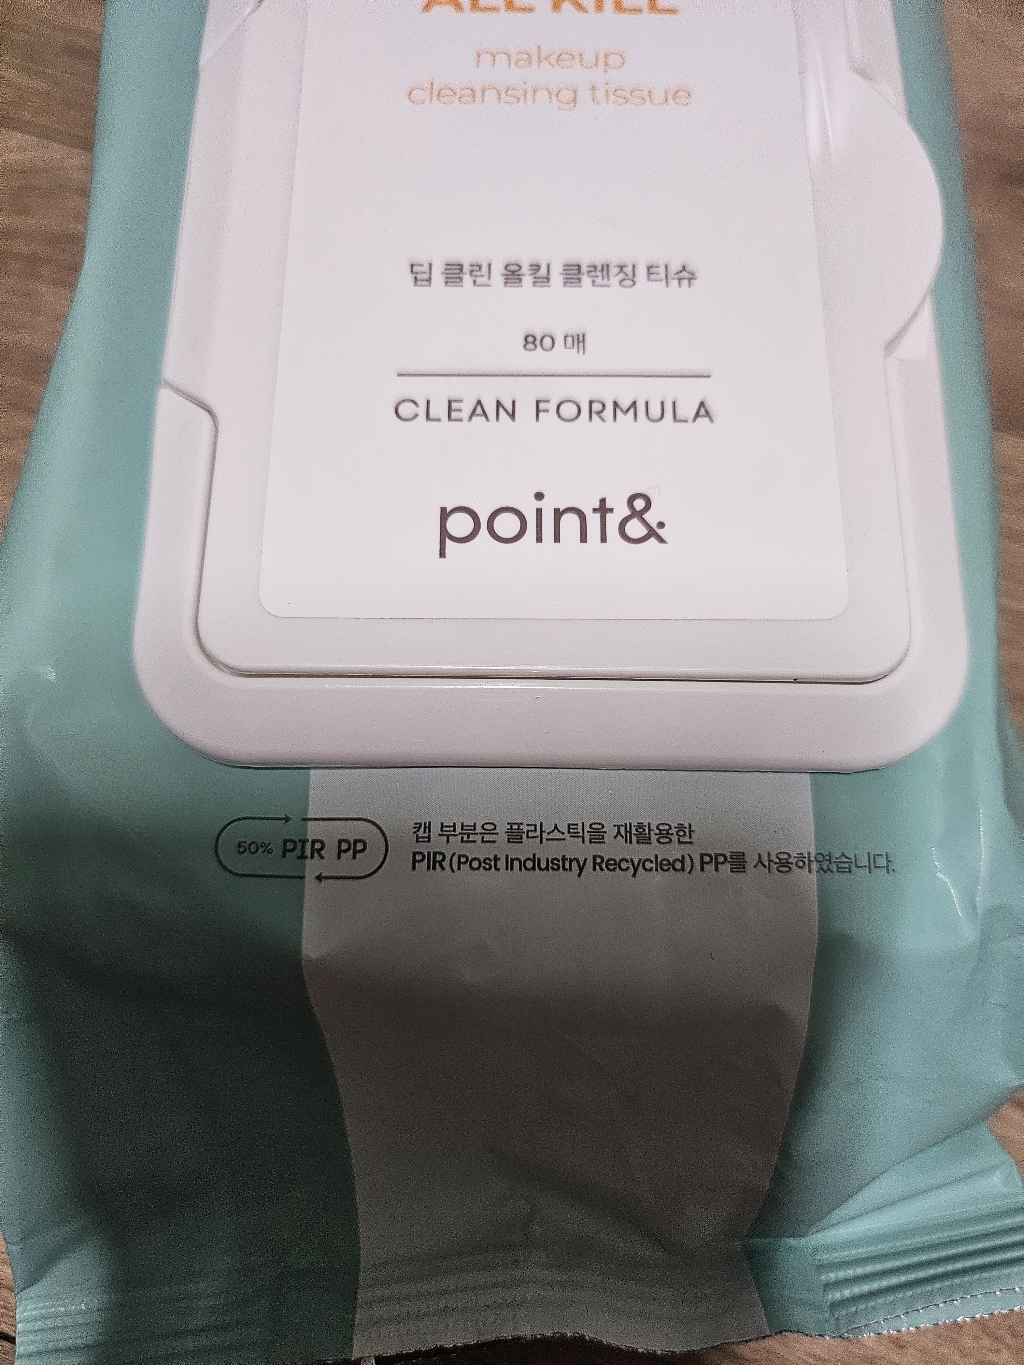 ALL KILL
makeup
cleansing tissue
딥 클린 올킬 클렌징 티슈
80 매
CLEAN FORMULA
point&
50% PIR PP
캡 부분은 플라스틱을 재활용한
PIR(Post Industry Recycled) PP를 사용하였습니다.